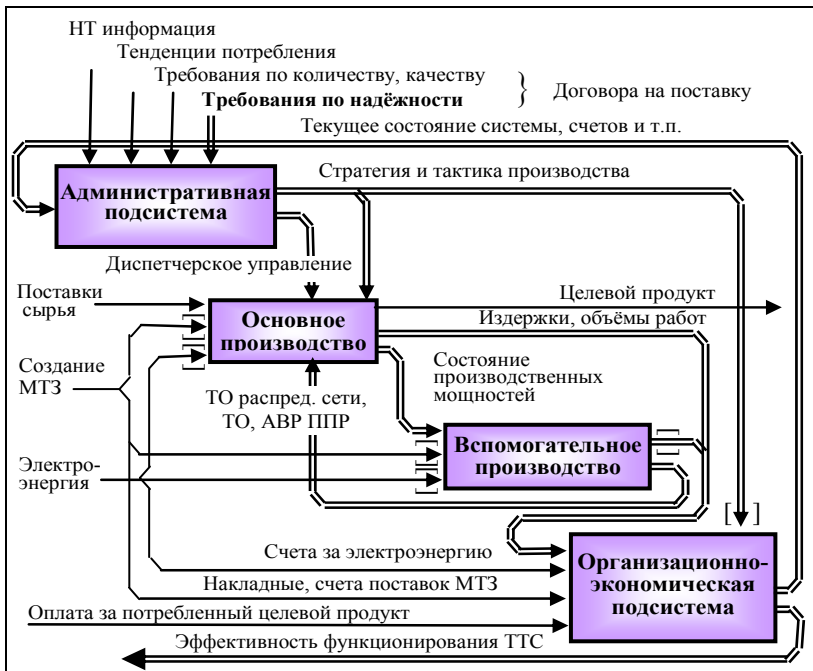 НТ информация
Тенденции потребления
Требования по количеству, качеству
Требования по надёжности
} Договора на поставку
Текущее состояние системы, счетов и т.п.
Стратегия и тактика производства
Административная
подсистема
Диспетчерское управление
Поставки
сырья
Целевой продукт
Основное
производство
Издержки, объёмы работ
Создание
МТЗ
Состояние
производственных
мощностей
ТО распред. сети,
ТО, АВР ППР
Вспомогательное
производство
Электро-
энергия
[ ]
Счета за электроэнергию
Организационно-
экономическая
подсистема
Накладные, счета поставок МТЗ
Оплата за потребленный целевой продукт
Эффективность функционирования ТТС